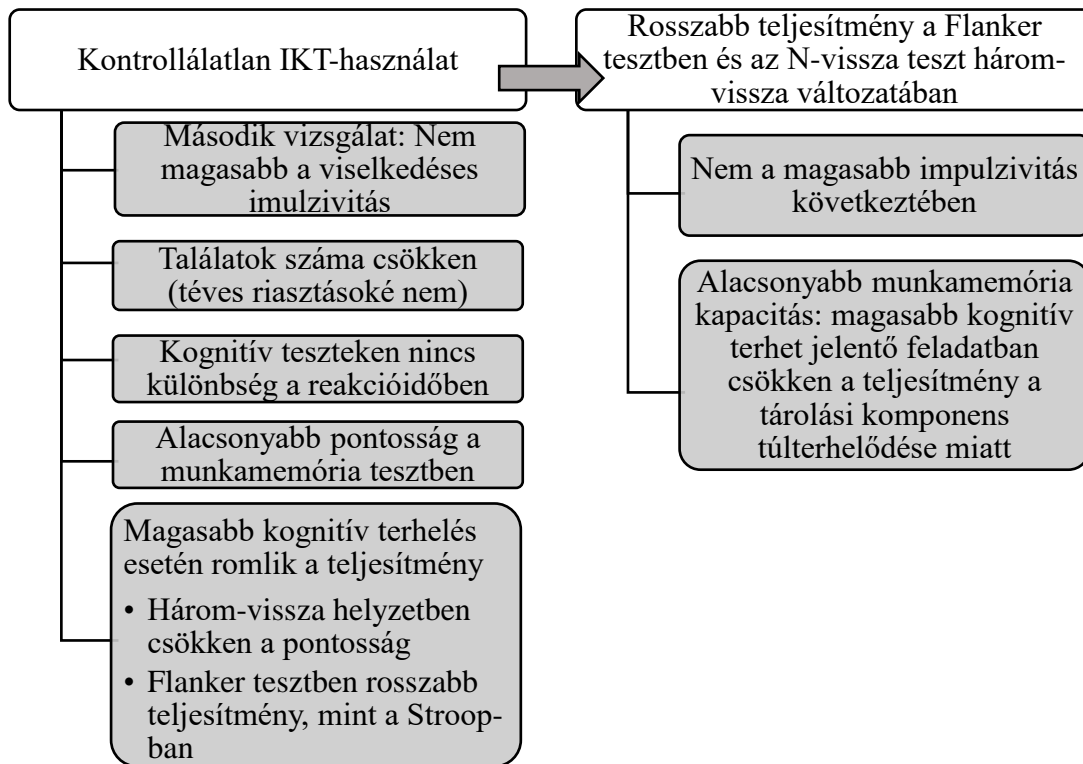 Kontrollálatlan IKT-használat
Második vizsgálat: Nem
magasabb a viselkedéses
imulzivitás
Találatok száma csökken
(téves riasztásoké nem)
Kognitív teszteken nincs
különbség a reakcióidőben
Alacsonyabb pontosság a
munkamemória tesztben
Magasabb kognitív terhelés
esetén romlik a teljesítmény
• Három-vissza helyzetben
csökken a pontosság
• Flanker tesztben rosszabb
teljesítmény, mint a Stroop-
ban
Rosszabb teljesítmény a Flanker
tesztben és az N-vissza teszt három-
vissza változatában
Nem a magasabb impulzivitás
következtében
Alacsonyabb munkamemória
kapacitás: magasabb kognitív
terhet jelentő feladatban
csökken a teljesítmény a
tárolási komponens
túlterhelődése miatt